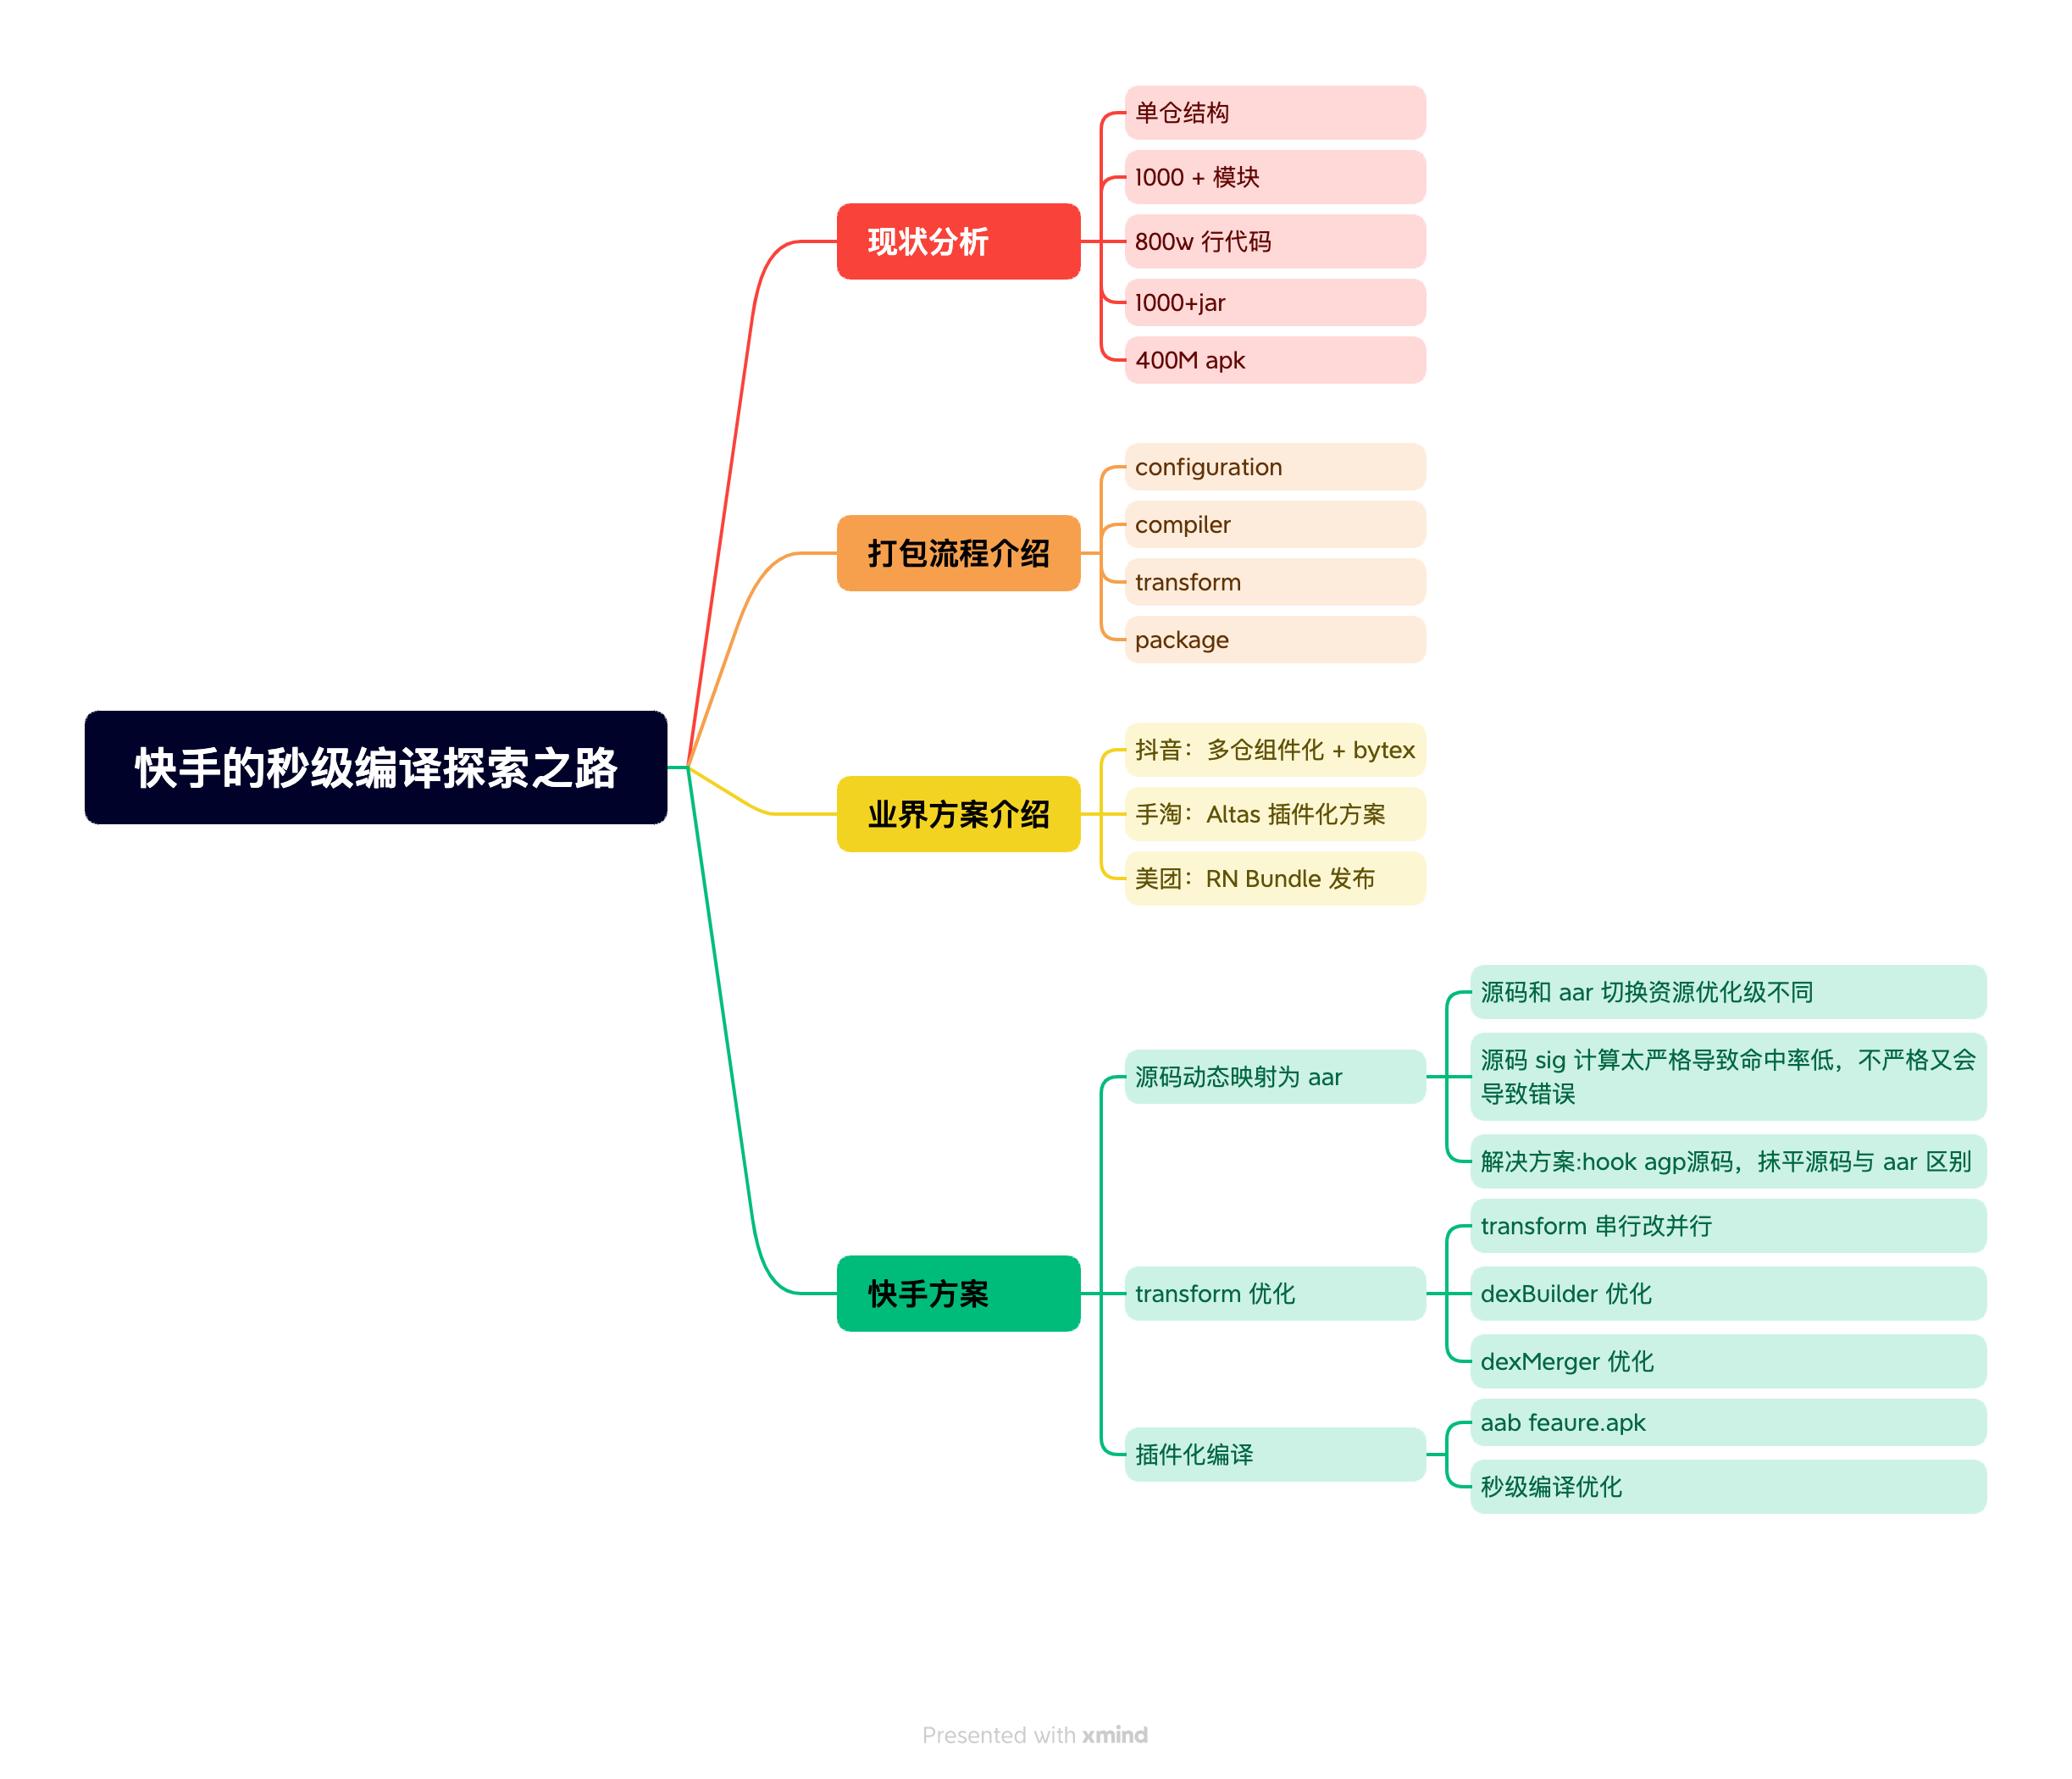 快手的秒级编译探索之路
现状分析
单仓结构
1000 + 模块
800w 行代码
1000+jar
400M apk
打包流程介绍
configuration
compiler
transform
package
业界方案介绍
抖音：多仓组件化 + bytex
手淘：Altas 插件化方案
美团：RN Bundle 发布
快手方案
源码动态映射为 aar
源码和 aar 切换资源优化级不同
源码 sig 计算太严格导致命中率低，不严格又会
导致错误
解决方案:hook agp源码，抹平源码与 aar 区别
transform 优化
transform 串行改并行
dexBuilder 优化
dexMerger 优化
插件化编译
aab feaure.apk
秒级编译优化
Presented with xmind